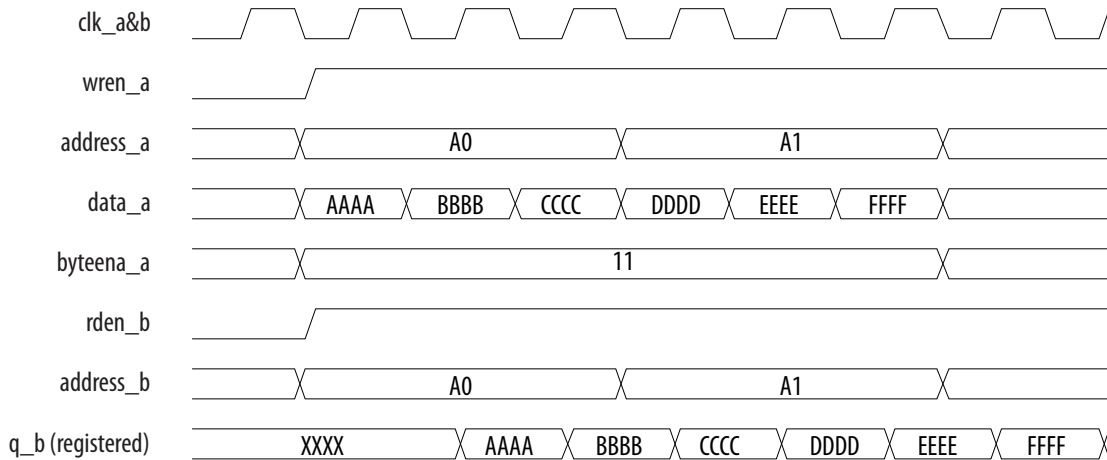 clk_a&b
wren_a
address_a A0 A1
data_a AAAA BBBB CCCC DDDD EEEE FFFF
byteena_a 11
rden_b
address_b A0 A1
q_b (registered) XXXX AAAA BBBB CCCC DDDD EEEE FFFF